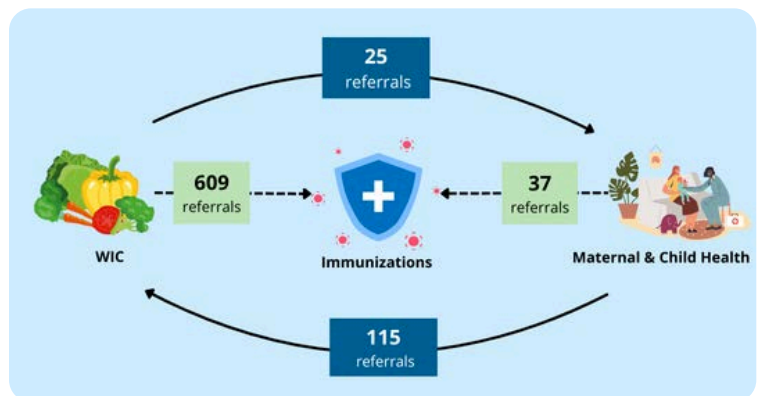 25
referrals
609
referrals
37
referrals
WIC
Immunizations
Maternal & Child Health
115
referrals